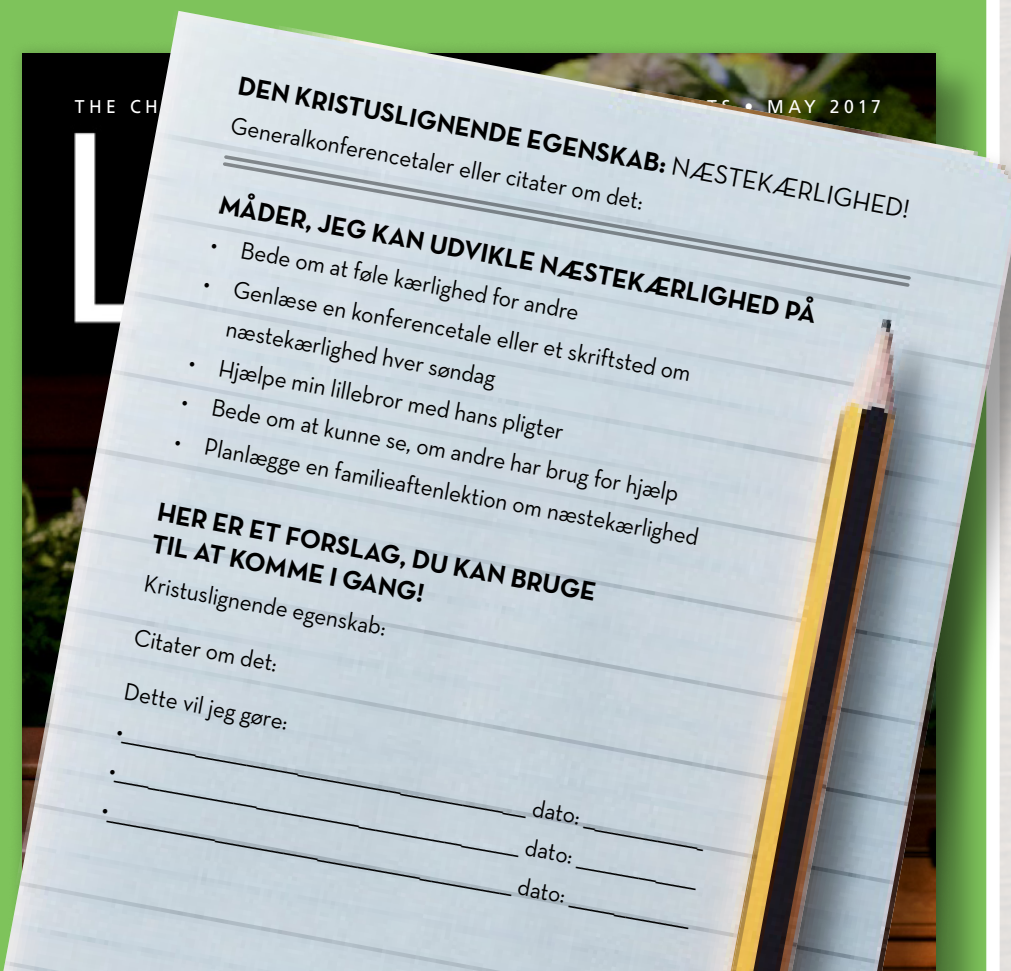 THE CH
TS • MAY 2017
L
DEN KRISTUSLIGNENDE EGENSKAB: NÆSTEKÆRLIGHED!
Generalkonferencetaler eller citater om det:
MÅDER, JEG KAN UDVIKLE NÆSTEKÆRLIGHED PÅ
• Bede om at føle kærlighed for andre
• Genlæse en konferencetale eller et skriftsted om
næstekærlighed hver søndag
• Hjælpe min lillebror med hans pligter
• Bede om at kunne se, om andre har brug for hjælp
• Planlægge en familieaftenlektion om næstekærlighed
HER ER ET FORSLAG, DU KAN BRUGE
TIL AT KOMME I GANG!
Kristuslignende egenskab:
Citater om det:
Dette vil jeg gøre:
• dato:
• dato:
• dato: